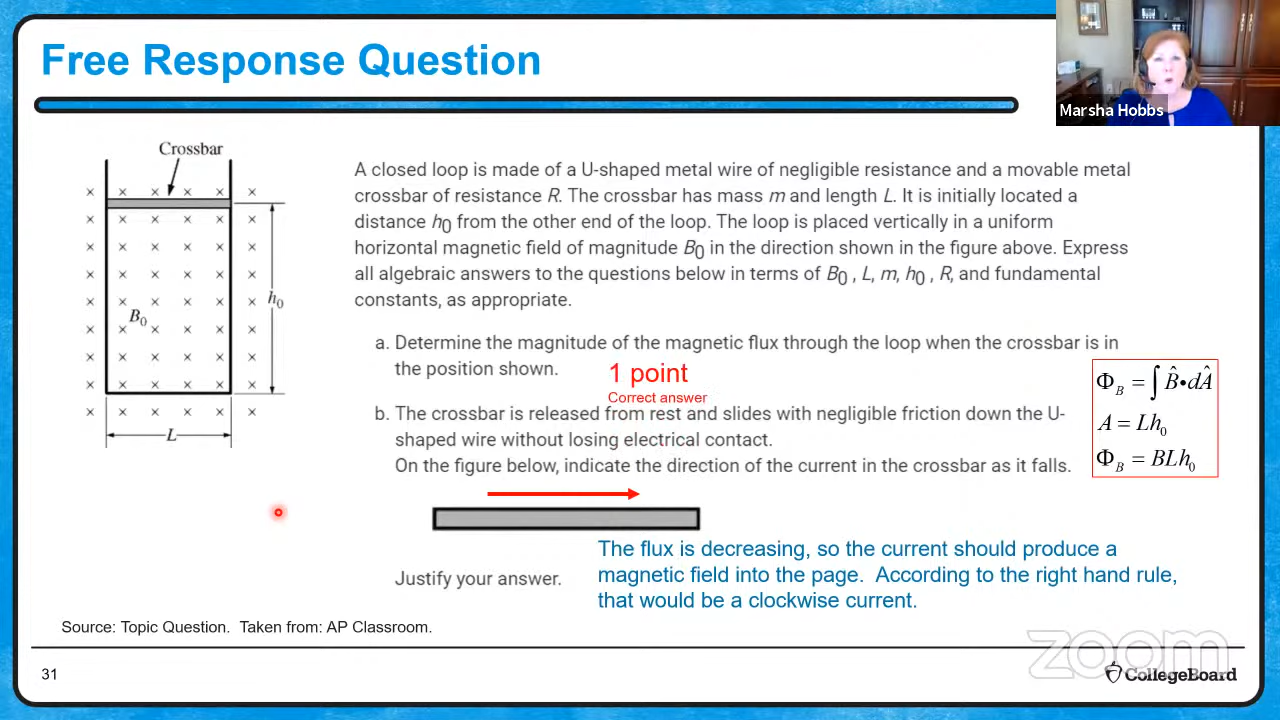 Free Response Question
Marsha Hobbs
Crossbar
B0
h0
L
A closed loop is made of a U-shaped metal wire of negligible resistance and a movable metal
crossbar of resistance R. The crossbar has mass m and length L. It is initially located a
distance h0 from the other end of the loop. The loop is placed vertically in a uniform
horizontal magnetic field of magnitude B0 in the direction shown in the figure above. Express
all algebraic answers to the questions below in terms of B0 , L, m, h0 , R, and fundamental
constants, as appropriate.
a. Determine the magnitude of the magnetic flux through the loop when the crossbar is in
the position shown.
1 point
Correct answer
Φ_B = ∫ B̂•dÂ
A = Lh0
Φ_B = BLh0
b. The crossbar is released from rest and slides with negligible friction down the U-
shaped wire without losing electrical contact.
On the figure below, indicate the direction of the current in the crossbar as it falls.
Justify your answer.
The flux is decreasing, so the current should produce a
magnetic field into the page. According to the right hand rule,
that would be a clockwise current.
Source: Topic Question. Taken from: AP Classroom.
31
zoom
CollegeBoard